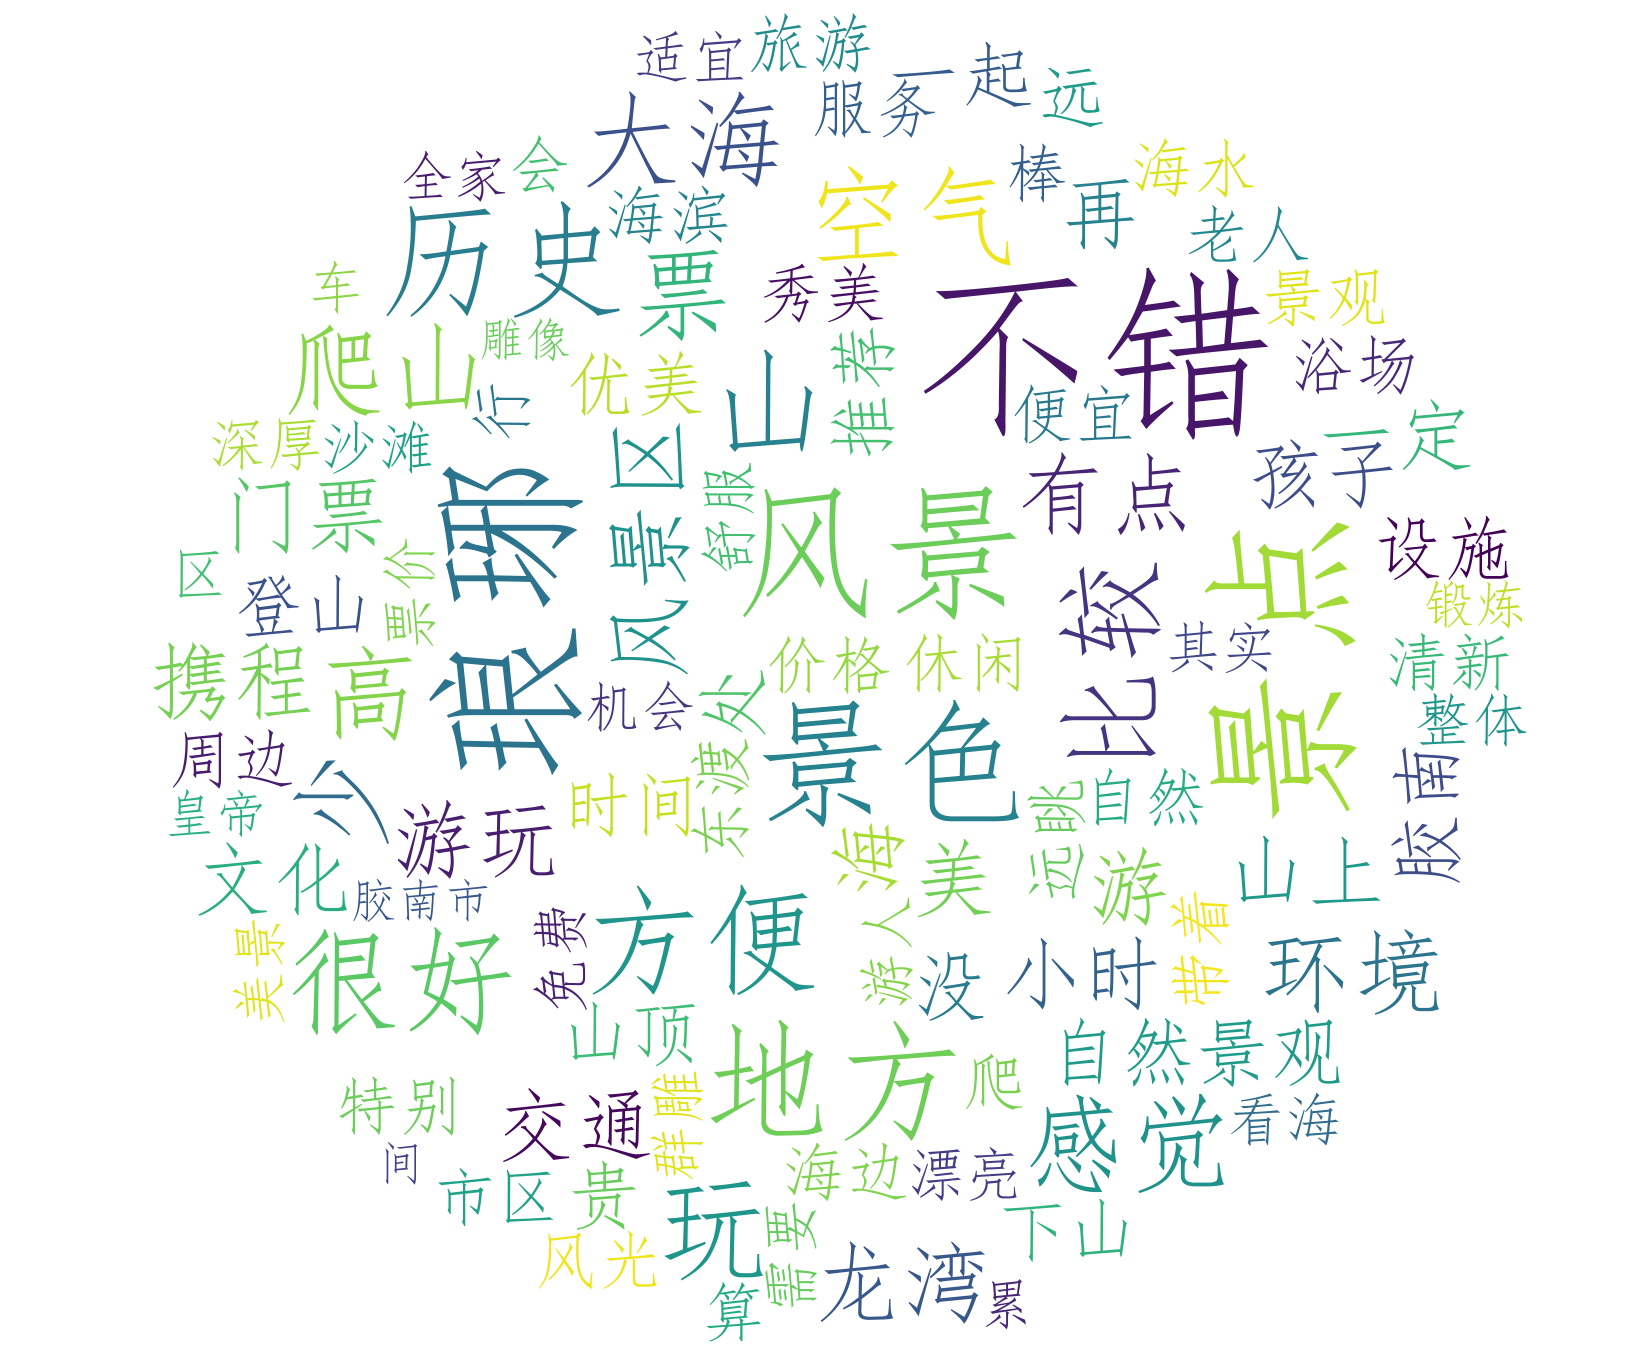 适宜
旅游
服务
一起
远
大海
全家
会
海滨
空气
棒
再
海水
老人
历史
票
秀美
不错
景观
车
爬山
雕像
优美
行
山
推荐
便宜
浴场
深厚
沙滩
风景区
舒服
有点
孩子
一定
门票
琅琊
风景
景点
设施
区
登山
票价
比较
其实
锻炼
携程
高
机会
处
价格
休闲
清新
整体
周边
少
东渡
景色
胶南
皇帝
游玩
时间
海
远眺
自然
文化
胶南市
美
游
山上
美景
很好
免费
方便
游人
没
小时
带着
环境
山顶
地方
爬
自然景观
特别
交通
群雕
感觉
看海
间
市区
贵
玩
海边
漂亮
下山
风光
需要
算
龙湾
累